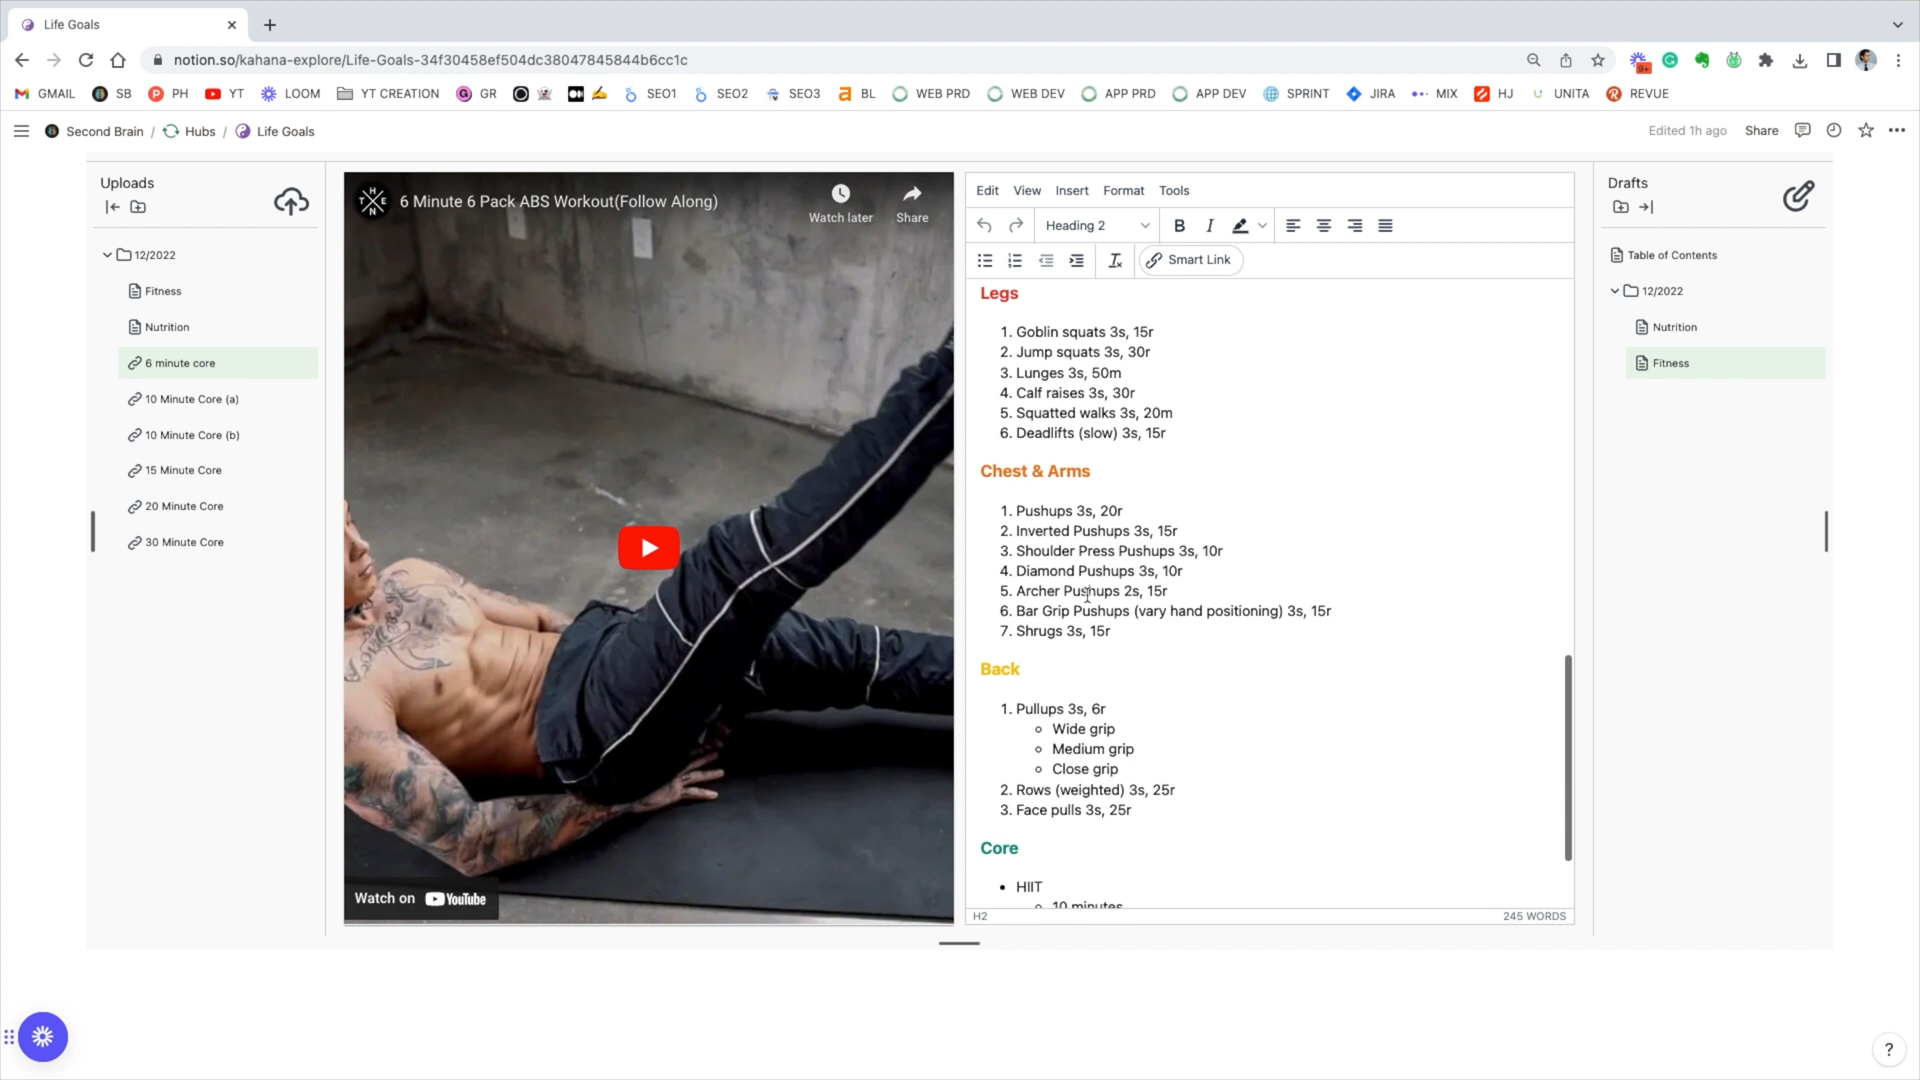 Life Goals
notion.so/kahana-explore/Life-Goals-34f30458ef504dc38047845844b6cc1c
9+
GMAIL SB PH YT LOOM YT CREATION GR SEO1 SEO2 SEO3 BL WEB PRD WEB DEV APP PRD APP DEV SPRINT JIRA MIX HJ UNITA REVUE
Second Brain / Hubs / Life Goals
Edited 1h ago Share
Uploads
12/2022
Fitness
Nutrition
6 minute core
10 Minute Core (a)
10 Minute Core (b)
15 Minute Core
20 Minute Core
30 Minute Core
THENX
6 Minute 6 Pack ABS Workout(Follow Along)
Watch later
Share
Watch on YouTube
Edit View Insert Format Tools
Heading 2 B I
Smart Link
Legs
1. Goblin squats 3s, 15r
2. Jump squats 3s, 30r
3. Lunges 3s, 50m
4. Calf raises 3s, 30r
5. Squatted walks 3s, 20m
6. Deadlifts (slow) 3s, 15r
Chest & Arms
1. Pushups 3s, 20r
2. Inverted Pushups 3s, 15r
3. Shoulder Press Pushups 3s, 10r
4. Diamond Pushups 3s, 10r
5. Archer Pushups 2s, 15r
6. Bar Grip Pushups (vary hand positioning) 3s, 15r
7. Shrugs 3s, 15r
Back
1. Pullups 3s, 6r
Wide grip
Medium grip
Close grip
2. Rows (weighted) 3s, 25r
3. Face pulls 3s, 25r
Core
HIIT
10 minutes
H2
245 WORDS
Drafts
Table of Contents
12/2022
Nutrition
Fitness
?